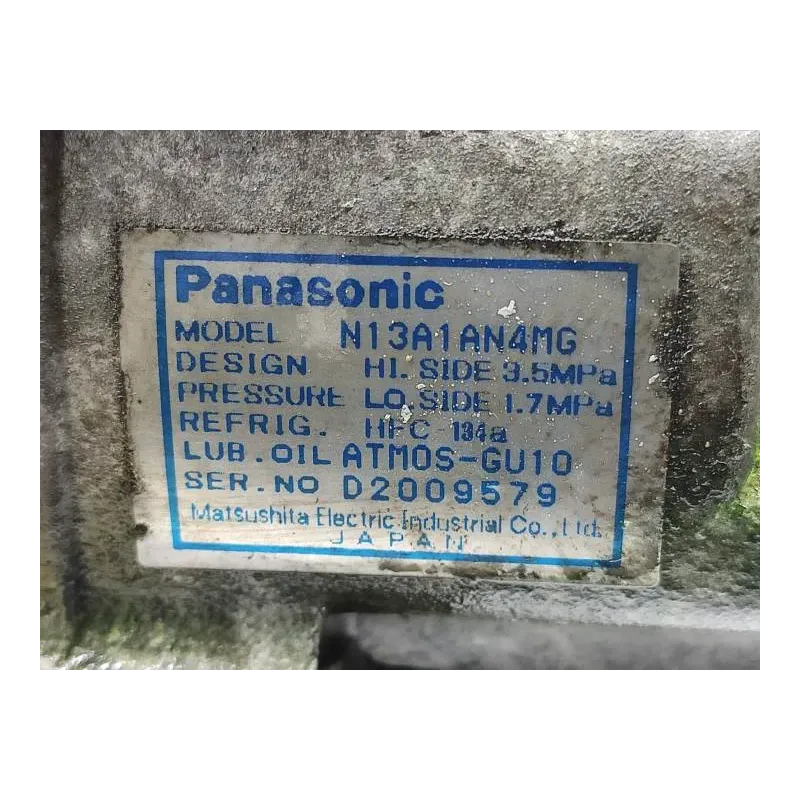 Panasonic
MODEL N13A1AN4MG
DESIGN HI. SIDE 3.5MPa
PRESSURE LO. SIDE 1.7MPa
REFRIG. HFC-134a
LUB. OIL ATMOS-GU10
SER. NO D2009579
Matsushita Electric Industrial Co., Ltd.
JAPAN